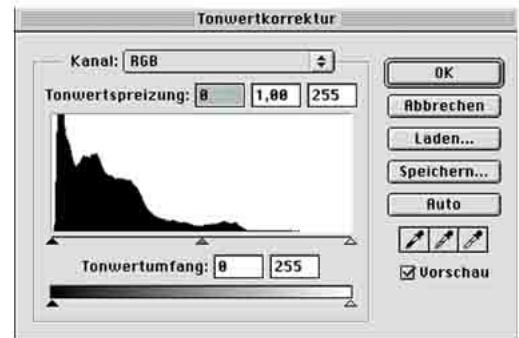 Tonwertkorrektur
Kanal: RGB
Tonwertspreizung: 0 1,00 255
Tonwertumfang: 0 255
OK
Abbrechen
Laden...
Speichern...
Auto
Vorschau